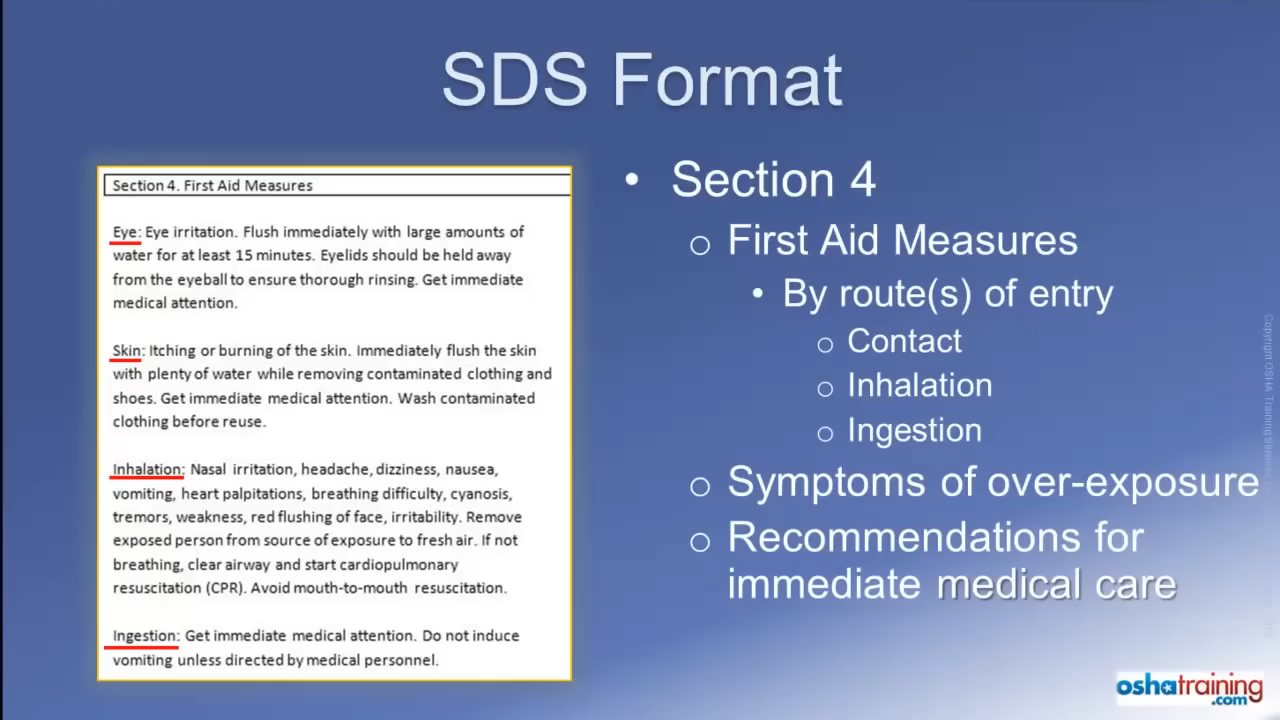 SDS Format
Section 4. First Aid Measures
Eye: Eye irritation. Flush immediately with large amounts of
water for at least 15 minutes. Eyelids should be held away
from the eyeball to ensure thorough rinsing. Get immediate
medical attention.
Skin: Itching or burning of the skin. Immediately flush the skin
with plenty of water while removing contaminated clothing and
shoes. Get immediate medical attention. Wash contaminated
clothing before reuse.
Inhalation: Nasal irritation, headache, dizziness, nausea,
vomiting, heart palpitations, breathing difficulty, cyanosis,
tremors, weakness, red flushing of face, irritability. Remove
exposed person from source of exposure to fresh air. If not
breathing, clear airway and start cardiopulmonary
resuscitation (CPR). Avoid mouth-to-mouth resuscitation.
Ingestion: Get immediate medical attention. Do not induce
vomiting unless directed by medical personnel.
• Section 4
o First Aid Measures
• By route(s) of entry
o Contact
o Inhalation
o Ingestion
o Symptoms of over-exposure
o Recommendations for
immediate medical care
Copyright OSHA Training
oshatraining
.com